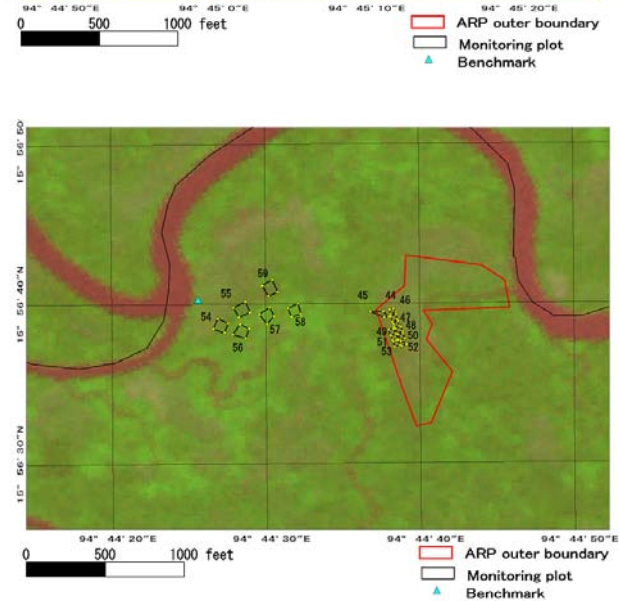 94° 44' 50"E 94° 45' 0"E 94° 45' 10"E 94° 45' 20"E
0 500 1000 feet
ARP outer boundary
Monitoring plot
Benchmark
15° 56' 50
15° 56' 40"N
15° 56' 30"N
59
55
54
56
57
58
45 44 46
47
48
49 50
51 52
53
94° 44' 20"E 94° 44' 30"E 94° 44' 40"E 94° 44' 50"E
0 500 1000 feet
ARP outer boundary
Monitoring plot
Benchmark